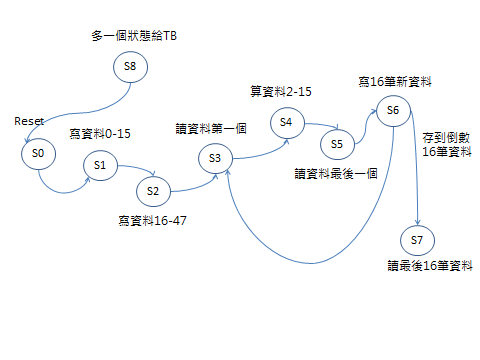 多一個狀態給TB
S8
Reset
S0
寫資料0-15
S1
寫資料16-47
S2
讀資料第一個
S3
算資料2-15
S4
讀資料最後一個
S5
寫16筆新資料
S6
存到倒數
16筆資料
S7
讀最後16筆資料